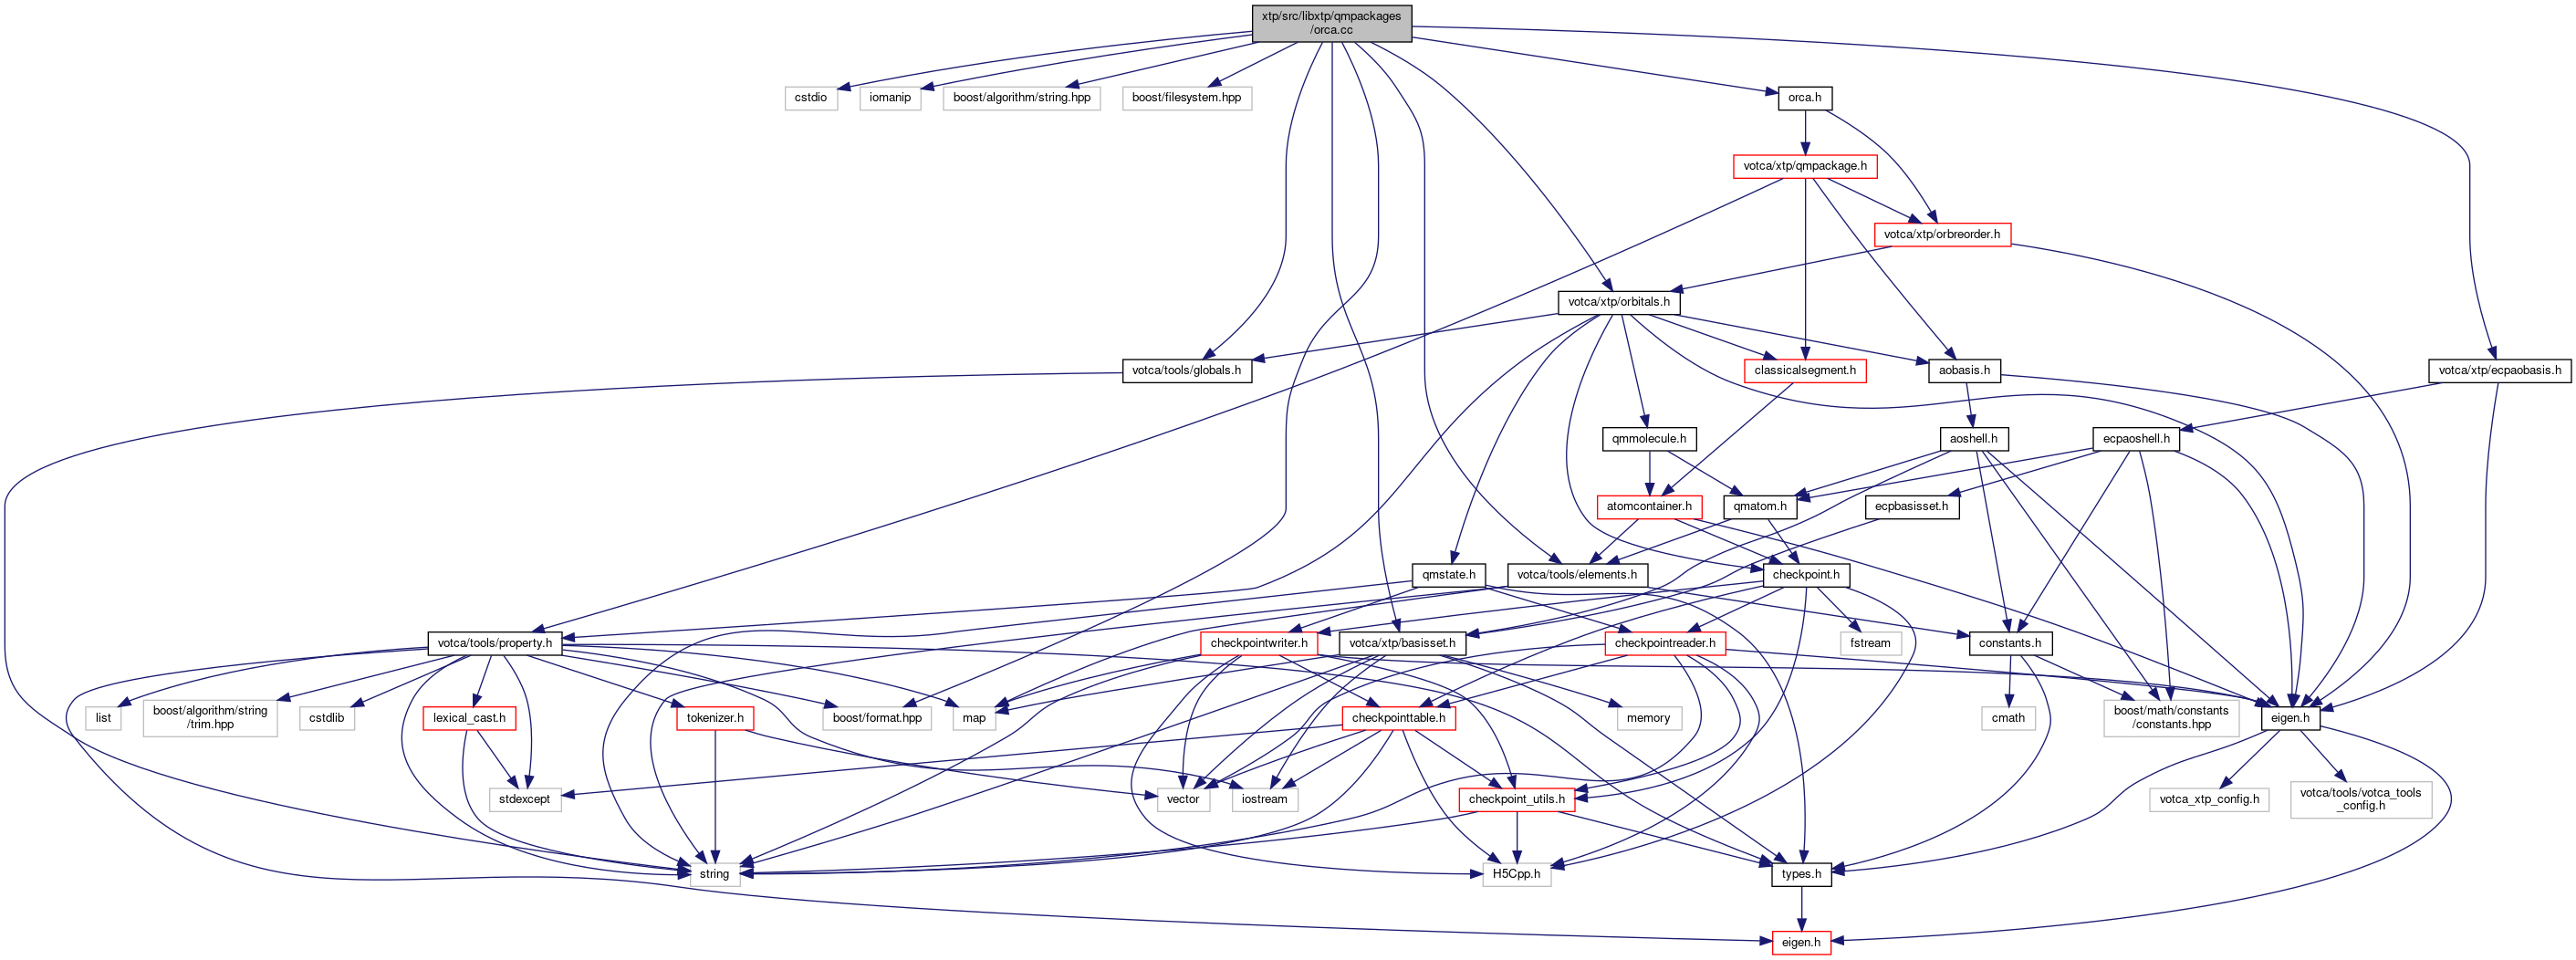 xtp/src/libxtp/qmpackages
/orca.cc
cstdio
iomanip
boost/algorithm/string.hpp
boost/filesystem.hpp
orca.h
votca/xtp/qmpackage.h
votca/xtp/orbreorder.h
votca/xtp/orbitals.h
votca/tools/globals.h
classicalsegment.h
aobasis.h
votca/xtp/ecpaobasis.h
qmmolecule.h
aoshell.h
ecpaoshell.h
atomcontainer.h
qmatom.h
ecpbasisset.h
qmstate.h
votca/tools/elements.h
checkpoint.h
votca/tools/property.h
checkpointwriter.h
votca/xtp/basisset.h
checkpointreader.h
fstream
constants.h
list
boost/algorithm/string
/trim.hpp
cstdlib
lexical_cast.h
tokenizer.h
boost/format.hpp
map
checkpointtable.h
memory
cmath
boost/math/constants
/constants.hpp
eigen.h
stdexcept
vector
iostream
checkpoint_utils.h
votca_xtp_config.h
votca/tools/votca_tools
_config.h
string
H5Cpp.h
types.h
eigen.h